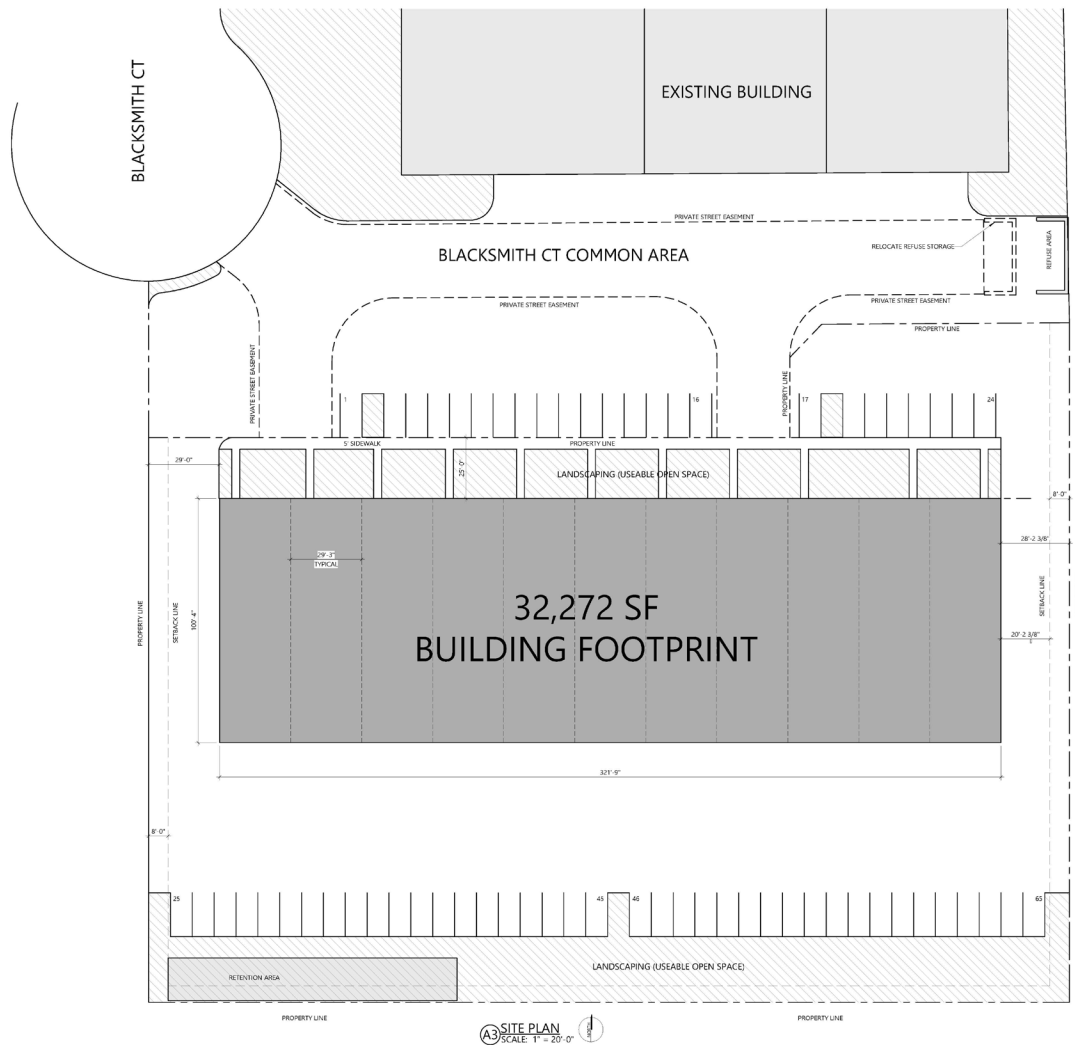 BLACKSMITH CT
EXISTING BUILDING
PRIVATE STREET EASEMENT
BLACKSMITH CT COMMON AREA
RELOCATE REFUSE STORAGE
REFUSE AREA
PRIVATE STREET EASEMENT
PRIVATE STREET EASEMENT
PROPERTY LINE
PRIVATE STREET EASEMENT
PROPERTY LINE
1
16
17
24
5' SIDEWALK
PROPERTY LINE
29'-0"
25'-0"
LANDSCAPING (USEABLE OPEN SPACE)
8'-0"
28'-2 3/8"
29'-3"
TYPICAL
PROPERTY LINE
SETBACK LINE
100'-4"
32,272 SF
BUILDING FOOTPRINT
SETBACK LINE
20'-2 3/8"
321'-9"
8'-0"
25
45
46
65
LANDSCAPING (USEABLE OPEN SPACE)
RETENTION AREA
PROPERTY LINE
PROPERTY LINE
A3
SITE PLAN
SCALE: 1" = 20'-0"